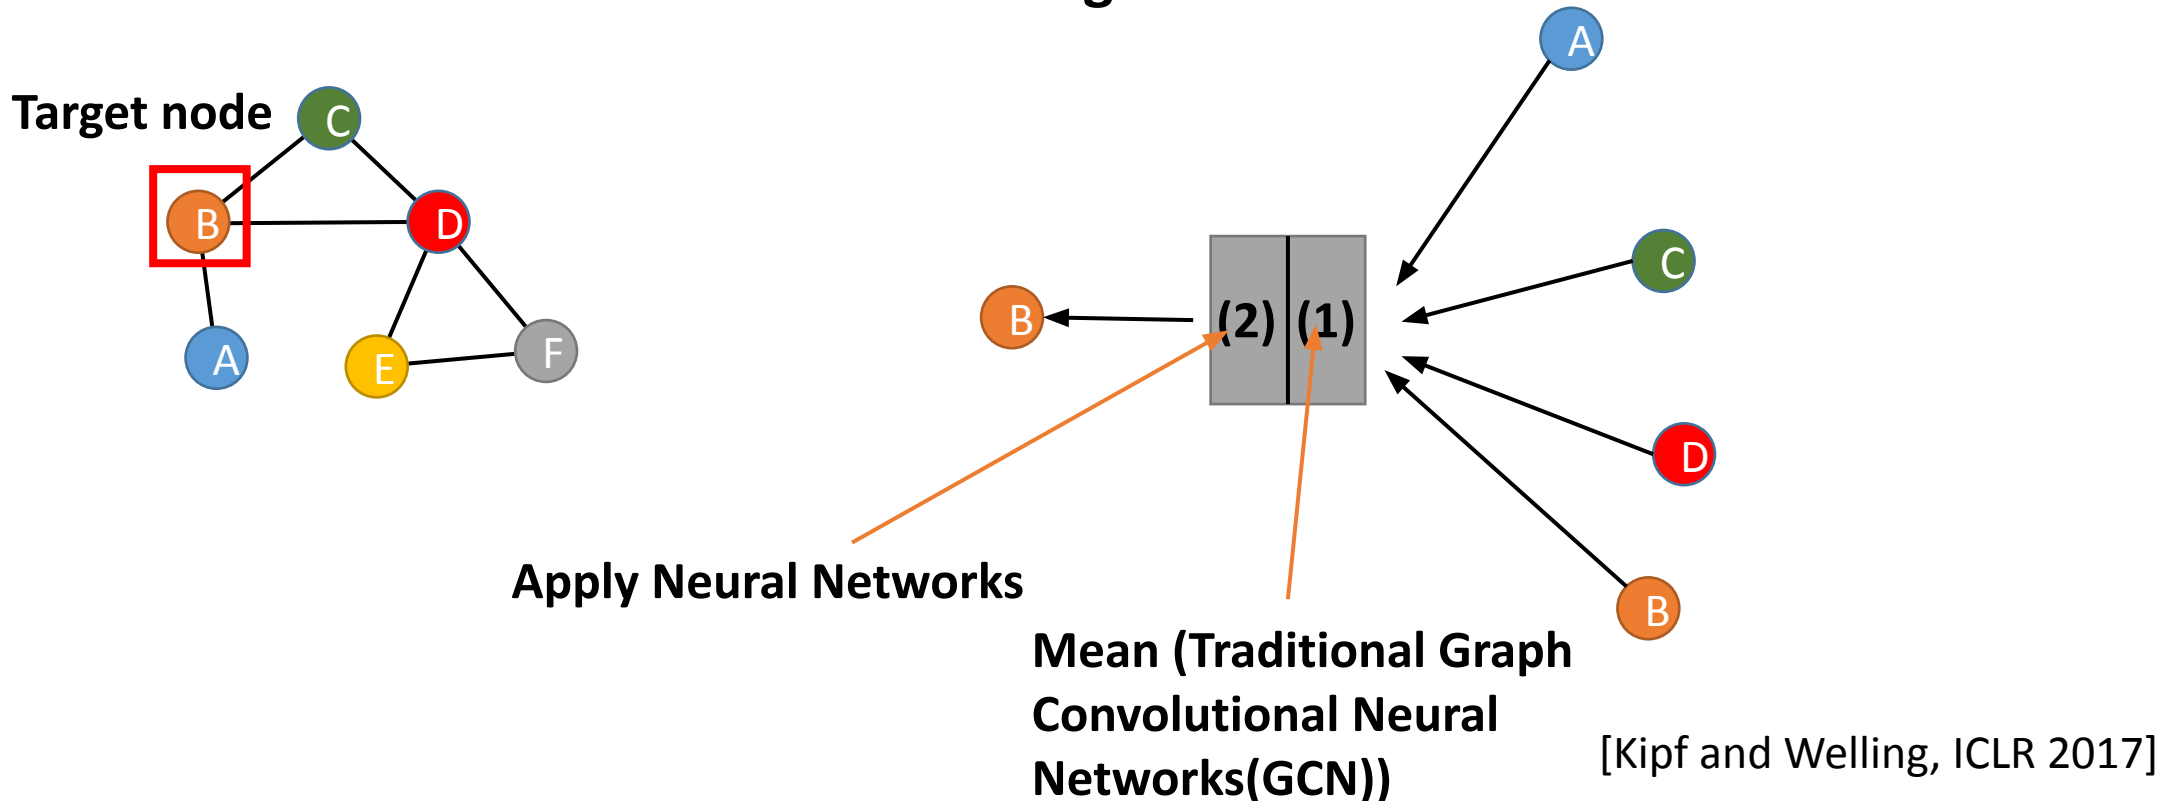 Target node
C
B
D
A
E
F
A
C
B
(2) (1)
D
B
Apply Neural Networks
Mean (Traditional Graph
Convolutional Neural
Networks(GCN))
[Kipf and Welling, ICLR 2017]